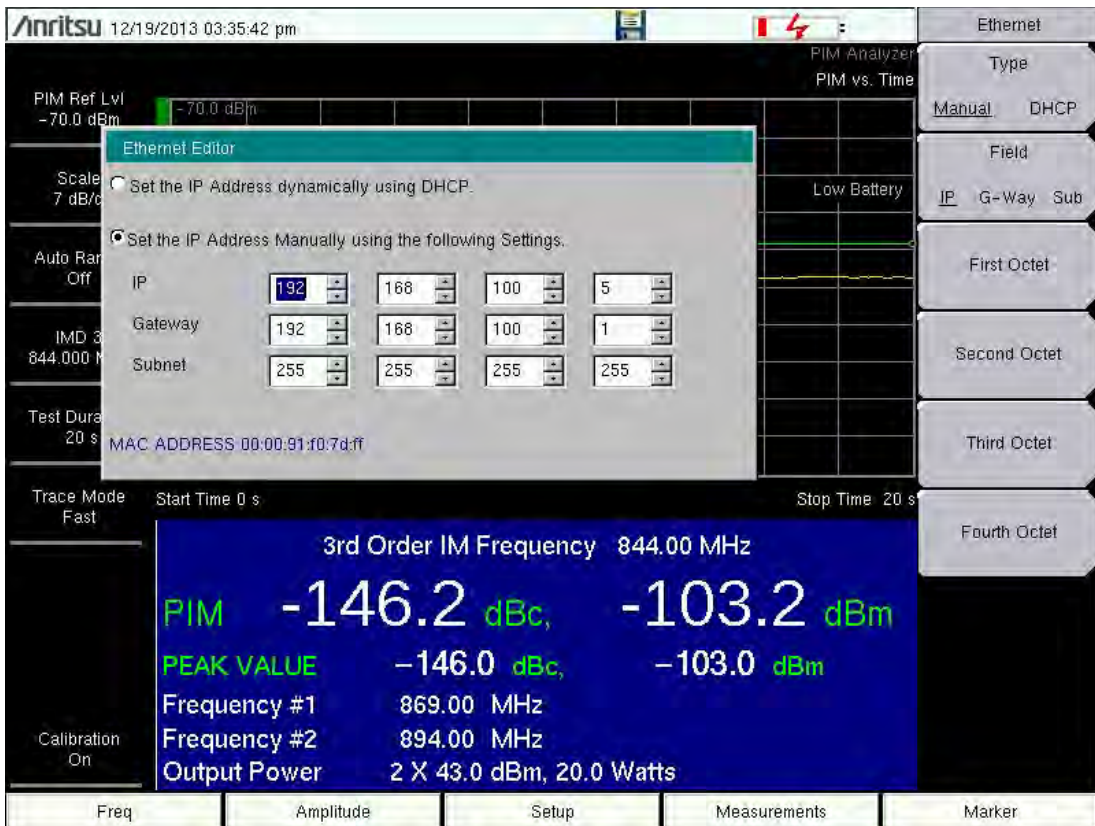 Anritsu 12/19/2013 03:35:42 pm
Ethernet
PIM Analyzer
PIM vs. Time
Type
Manual DHCP
PIM Ref Lvl
-70.0 dBm
-70.0 dBm
Ethernet Editor
Field
IP G-Way Sub
Scale
7 dB/d
Set the IP Address dynamically using DHCP.
Low Battery
Set the IP Address Manually using the following Settings.
Auto Ran
Off
IP 192 168 100 5
First Octet
Gateway 192 168 100 1
IMD 3
844.000 M
Subnet 255 255 255 255
Second Octet
Test Dura
20 s
MAC ADDRESS 00:00:91:f0:7d:ff
Third Octet
Trace Mode
Fast
Start Time 0 s
Stop Time 20 s
Fourth Octet
3rd Order IM Frequency 844.00 MHz
PIM -146.2 dBc, -103.2 dBm
PEAK VALUE -146.0 dBc, -103.0 dBm
Frequency #1 869.00 MHz
Calibration
On
Frequency #2 894.00 MHz
Output Power 2 X 43.0 dBm, 20.0 Watts
Freq
Amplitude
Setup
Measurements
Marker